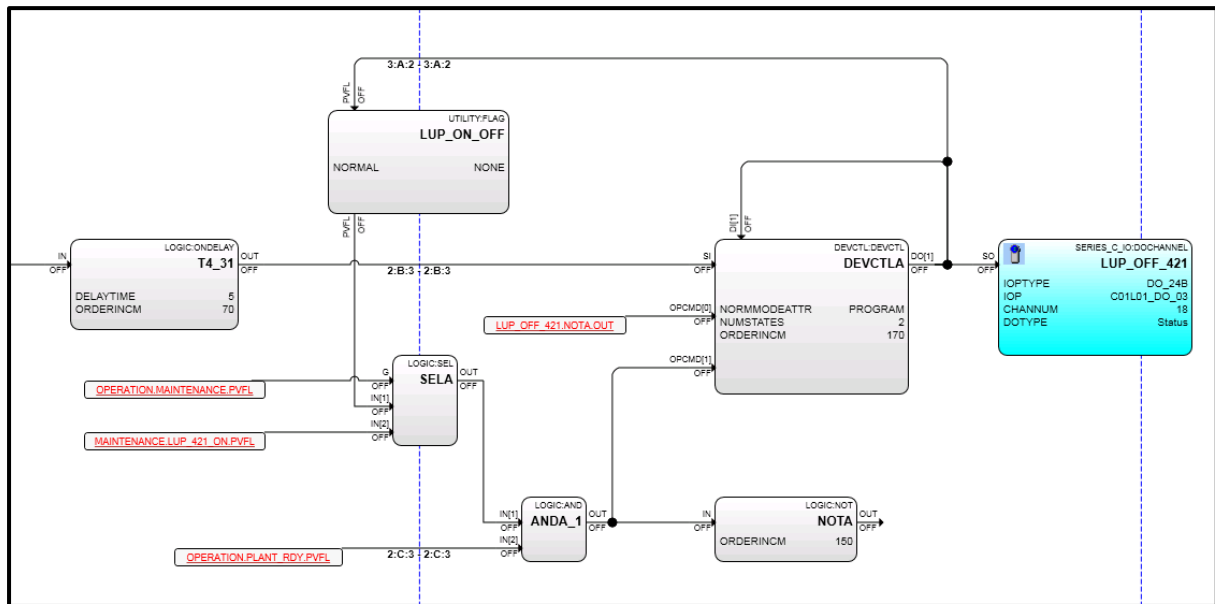 3:A:2 - 3:A:2
PVFL
OFF
UTILITY:FLAG
LUP_ON_OFF
NORMAL NONE
PVFL
OFF
DI[1]
OFF
IN
OFF
LOGIC:ONDELAY
T4_31
DELAYTIME 5
ORDERINCM 70
OUT
OFF
2:B:3 - 2:B:3
SI
OFF
DEVCTL:DEVCTL
DEVCTLA
NORMMODEATTR PROGRAM
NUMSTATES 2
ORDERINCM 170
DO[1]
OFF
SO
OFF
SERIES_C_IO:DOCHANNEL
LUP_OFF_421
IOPTYPE DO_24B
IOP C01L01_DO_03
CHANNUM 18
DOTYPE Status
LUP_OFF_421.NOTA.OUT
OPCMD[0]
OFF
OPCMD[1]
OFF
OPERATION.MAINTENANCE.PVFL
G
OFF
IN[1]
OFF
IN[2]
OFF
LOGIC:SEL
SELA
OUT
OFF
MAINTENANCE.LUP_421_ON.PVFL
IN[1]
OFF
IN[2]
OFF
LOGIC:AND
ANDA_1
OUT
OFF
IN
OFF
LOGIC:NOT
NOTA
ORDERINCM 150
OUT
OFF
OPERATION.PLANT_RDY.PVFL
2:C:3 - 2:C:3